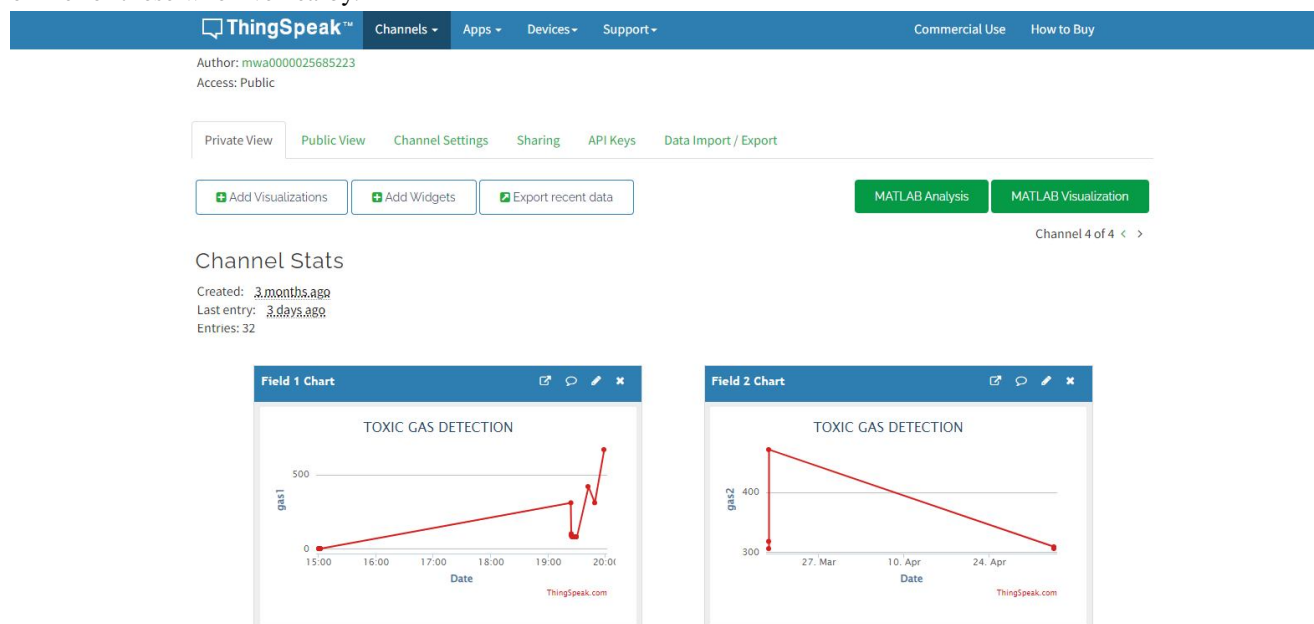 ThingSpeak™ Channels Apps Devices Support Commercial Use How to Buy
Author: mwa0000025685223
Access: Public
Private View Public View Channel Settings Sharing API Keys Data Import / Export
Add Visualizations Add Widgets Export recent data MATLAB Analysis MATLAB Visualization
Channel 4 of 4 < >
Channel Stats
Created: 3 months ago
Last entry: 3 days ago
Entries: 32
Field 1 Chart
TOXIC GAS DETECTION
gas1
500
0
15:00 16:00 17:00 18:00 19:00 20:0
Date
ThingSpeak.com
Field 2 Chart
TOXIC GAS DETECTION
gas2
400
300
27. Mar 10. Apr 24. Apr
Date
ThingSpeak.com